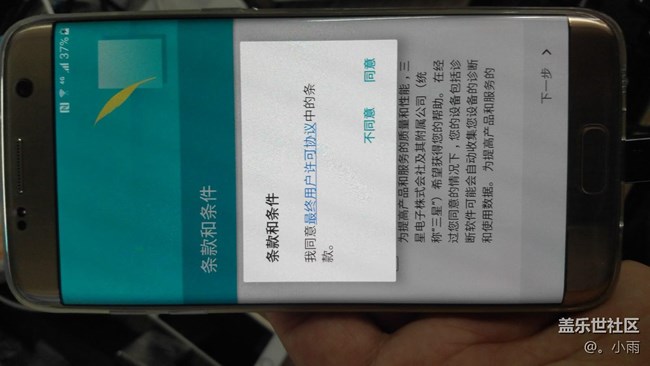 4G 37%
条款和条件
条款和条件
我同意最终用户许可协议中的条
款。
不同意 同意
为提高产品和服务的质量和性能，三
星电子株式会社及其附属公司（统
称“三星”）希望获得您的帮助。在经
过您同意的情况下，您的设备包括诊
断软件可能会自动收集您设备的诊断
和使用数据。为提高产品和服务的
下一步 >
盖乐世社区
@。小雨